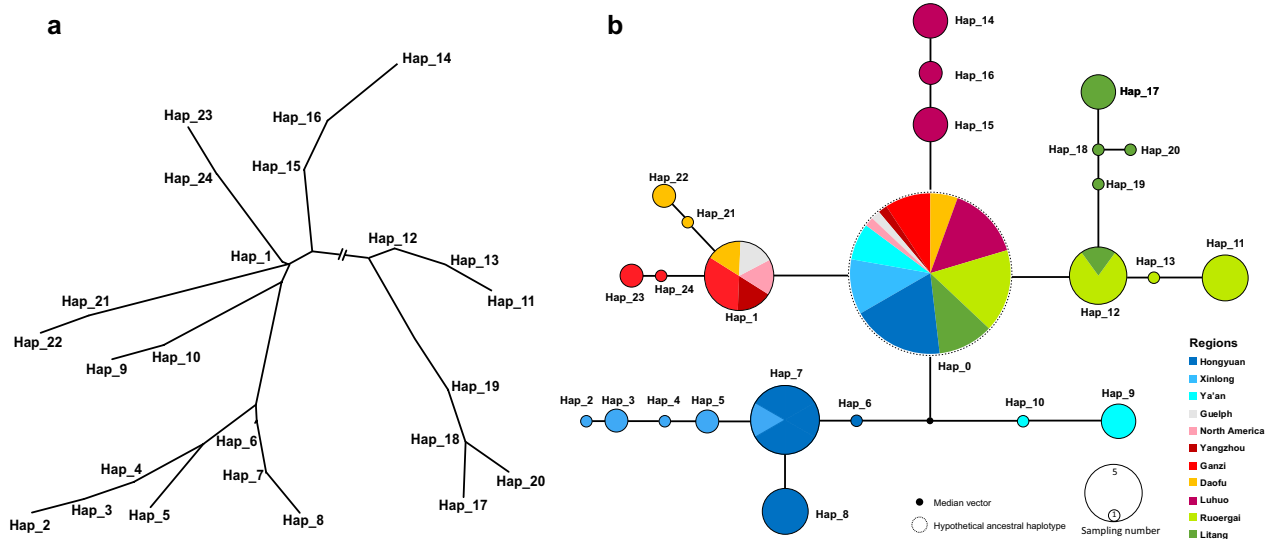 a
Hap_14
Hap_23
Hap_16
Hap_15
Hap_24
Hap_12
Hap_1
Hap_13
Hap_11
Hap_21
Hap_22
Hap_10
Hap_9
Hap_19
Hap_6
Hap_18
Hap_4
Hap_7
Hap_20
Hap_3
Hap_17
Hap_5
Hap_8
Hap_2
b
Hap_14
Hap_16
Hap_17
Hap_15
Hap_18
Hap_20
Hap_22
Hap_19
Hap_21
Hap_11
Hap_13
Hap_24
Hap_23
Hap_12
Hap_1
Hap_0
Hap_7
Hap_2
Hap_3
Hap_4
Hap_5
Hap_6
Hap_10
Hap_9
Hap_8
Median vector
Hypothetical ancestral haplotype
5
1
Sampling number
Regions
Hongyuan
Xinlong
Ya'an
Guelph
North America
Yangzhou
Ganzi
Daofu
Luhuo
Ruoergai
Litang